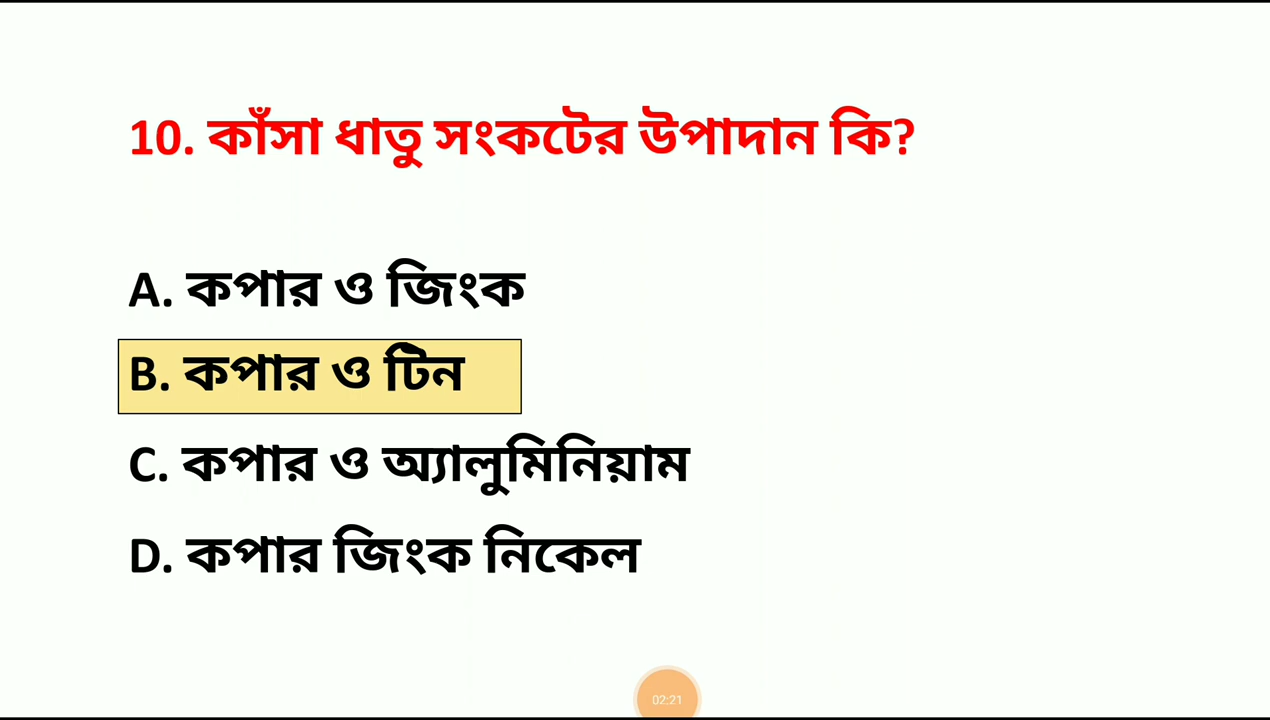 10. কাঁসা ধাতু সংকটের উপাদান কি?
A. কপার ও জিংক
B. কপার ও টিন
C. কপার ও অ্যালুমিনিয়াম
D. কপার জিংক নিকেল
02:21